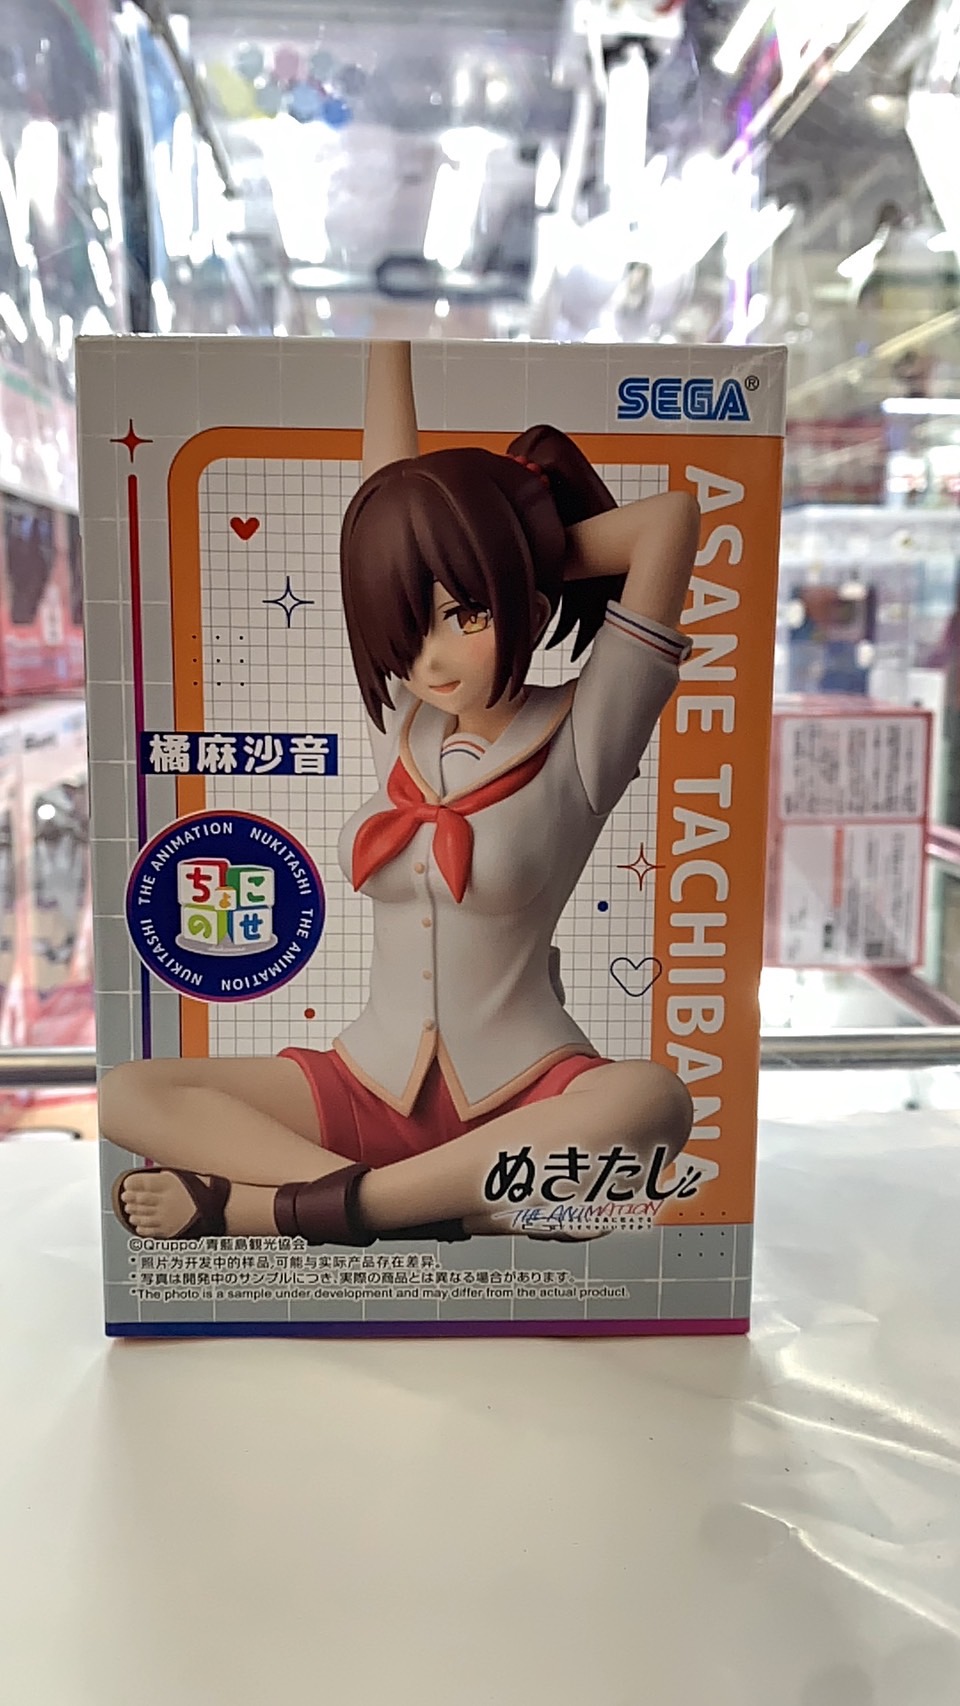 SEGA®
ASANE TACHIBANA
橘麻沙音
THE ANIMATION NUKITASHI THE ANIMATION NUKITASHI
ちょこ
のせ
ぬきたし
THE ANIMATION
©Qruppo/青藍島観光協会
* 照片为开发中的样品,可能与实际产品存在差异。
* 写真は開発中のサンプルにつき、実際の商品とは異なる場合があります。
*The photo is a sample under development and may differ from the actual product.